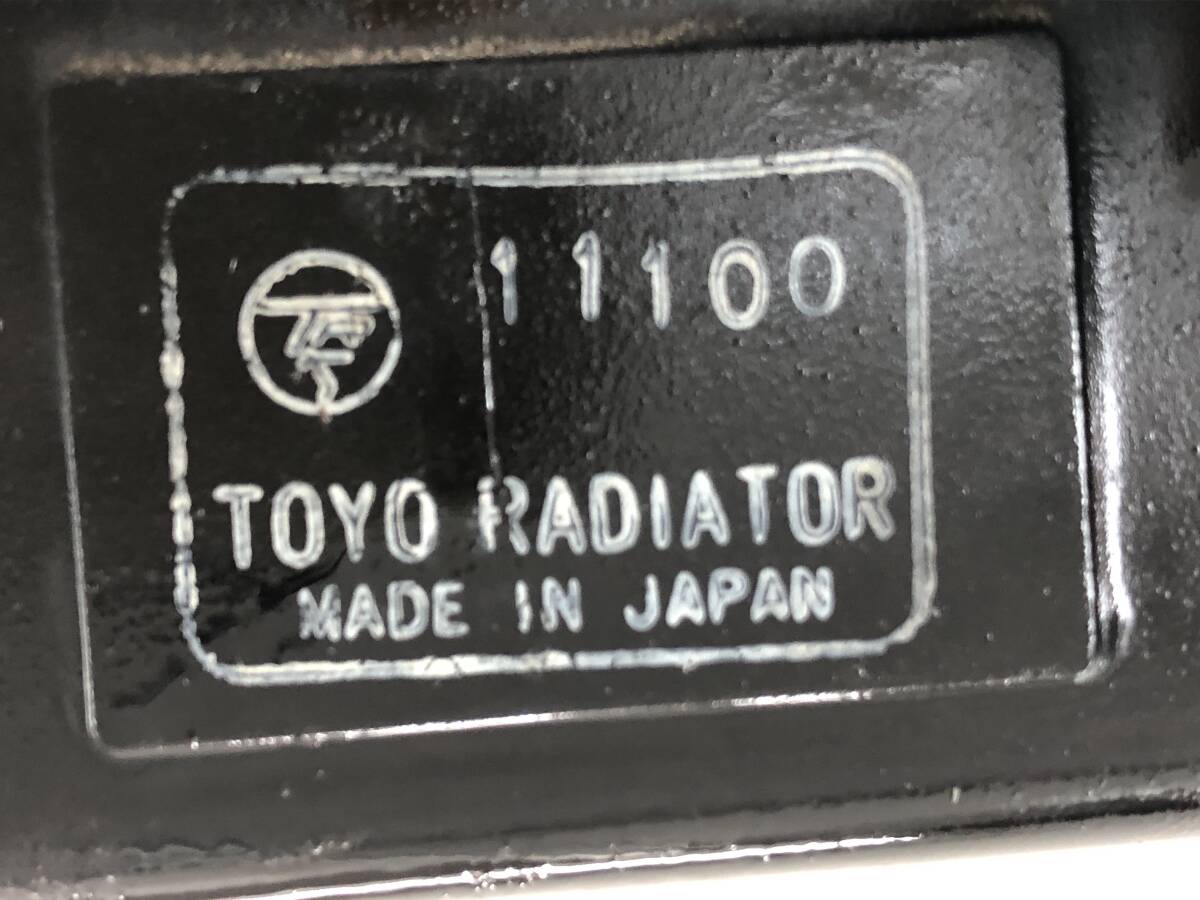 11100
TOYO RADIATOR
MADE IN JAPAN